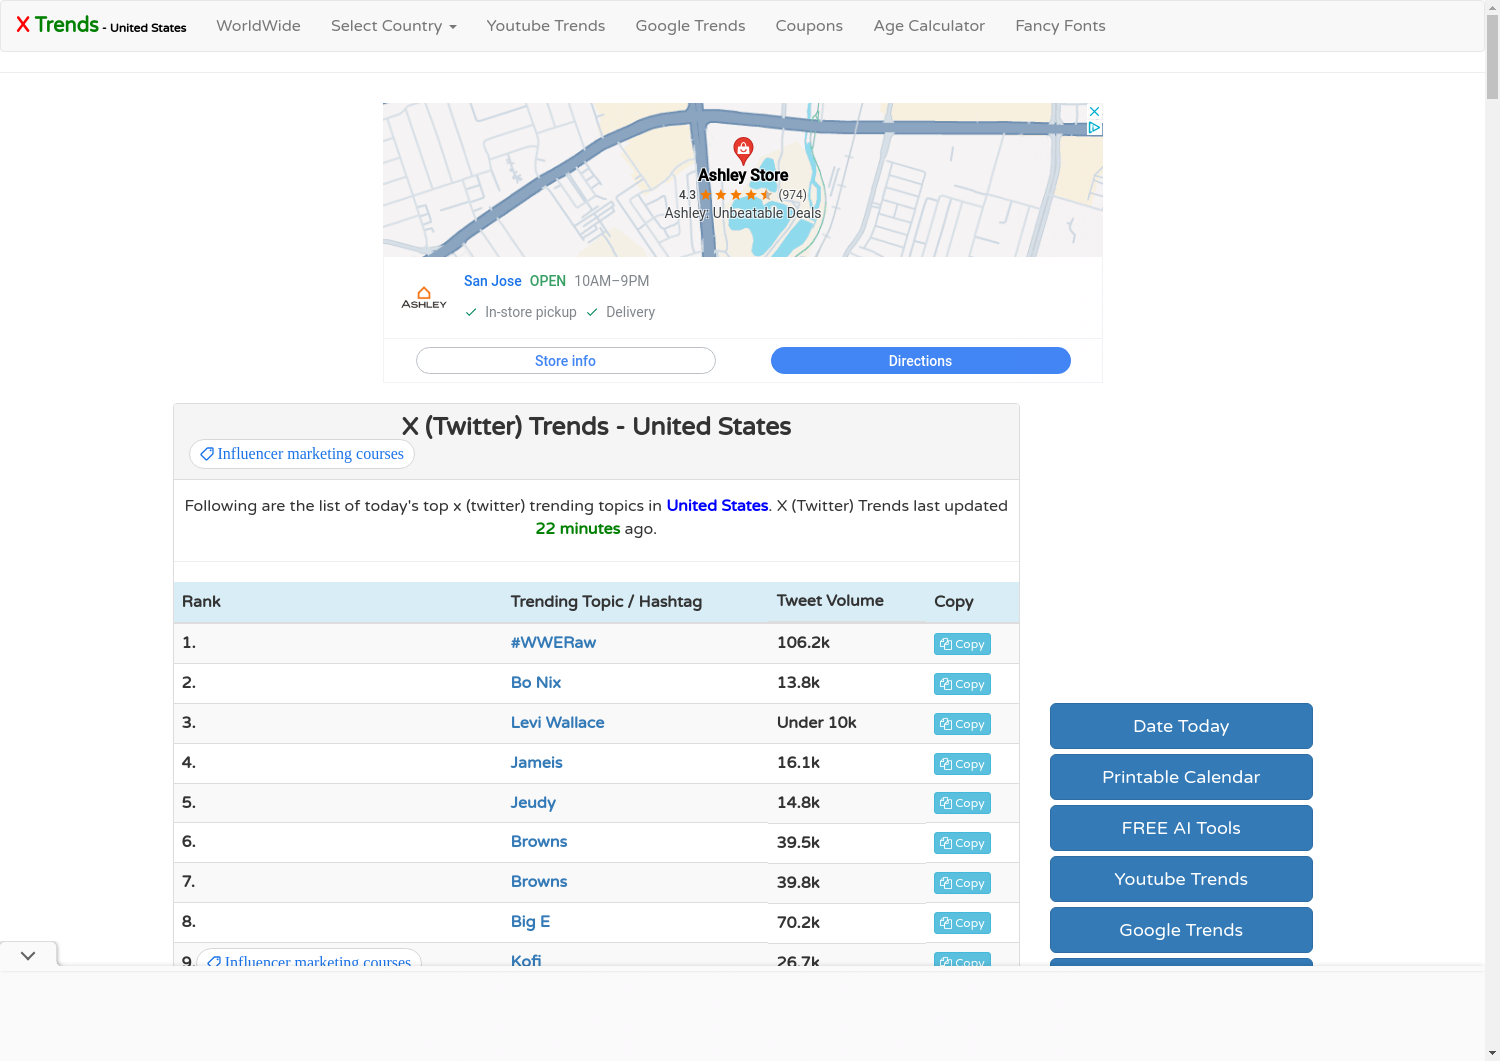 X Trends - United States WorldWide Select Country Youtube Trends Google Trends Coupons Age Calculator Fancy Fonts
Ashley Store
4.3 (974)
Ashley: Unbeatable Deals
ASHLEY
San Jose OPEN 10AM–9PM
In-store pickup Delivery
Store info Directions
X (Twitter) Trends - United States
Influencer marketing courses
Following are the list of today's top x (twitter) trending topics in United States. X (Twitter) Trends last updated
22 minutes ago.
Rank Trending Topic / Hashtag Tweet Volume Copy
1. #WWERaw 106.2k Copy
2. Bo Nix 13.8k Copy
3. Levi Wallace Under 10k Copy
4. Jameis 16.1k Copy
5. Jeudy 14.8k Copy
6. Browns 39.5k Copy
7. Browns 39.8k Copy
8. Big E 70.2k Copy
9. Influencer marketing courses Kofi 26.7k Copy
Date Today
Printable Calendar
FREE AI Tools
Youtube Trends
Google Trends